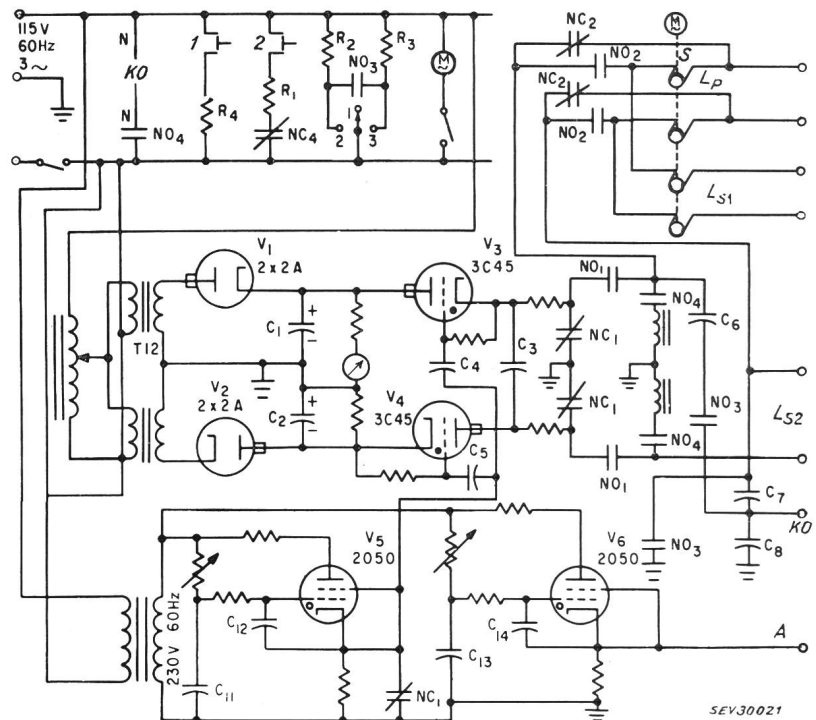 115V
60Hz
3~
N
KO
N
NO4
1
R4
2
R1
NC4
R2
R3
NO3
1
2
3
M~
NC2
NO2
NC2
NO2
M~
S
LP
LS1
T12
V1
2x2A
V2
2x2A
C1
+
-
C2
+
-
V3
3C45
V4
3C45
C4
C5
C3
NO1
NC1
NC1
NO1
NO4
NO4
C6
NO3
LS2
C7
KO
NO3
C8
230V 60Hz
C11
C12
V5
2050
NC1
C13
C14
V6
2050
A
SEV30021